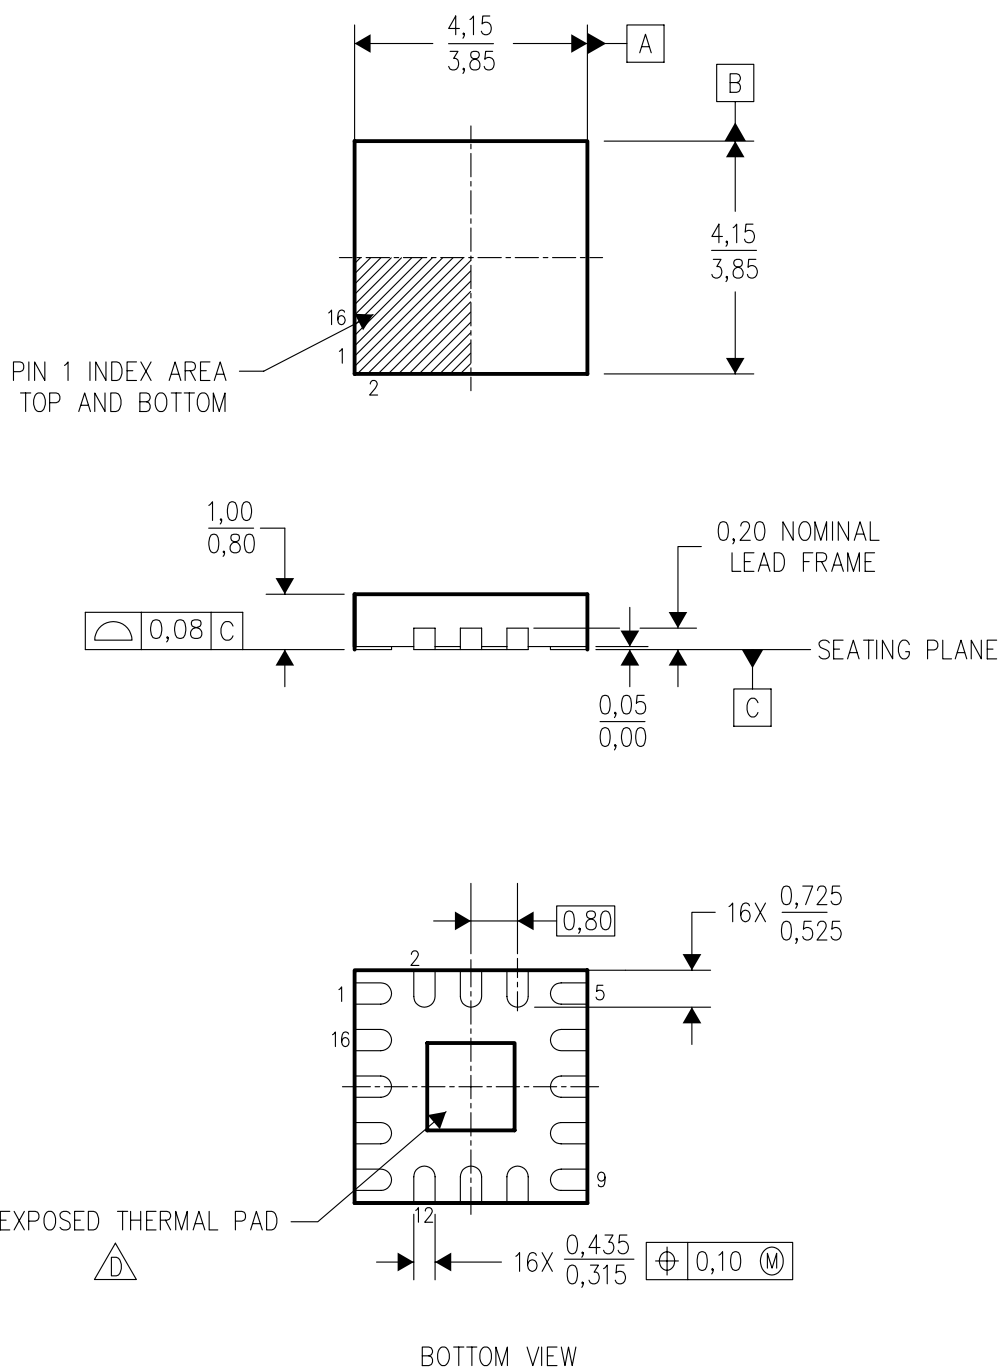 4,15
3,85
A
B
4,15
3,85
16
1
2
PIN 1 INDEX AREA
TOP AND BOTTOM
1,00
0,80
0,20 NOMINAL
LEAD FRAME
0,08 C
SEATING PLANE
0,05
0,00
C
0,80
16X 0,725
0,525
2
1
5
16
9
12
EXPOSED THERMAL PAD
D
16X 0,435
0,315
0,10 M
BOTTOM VIEW